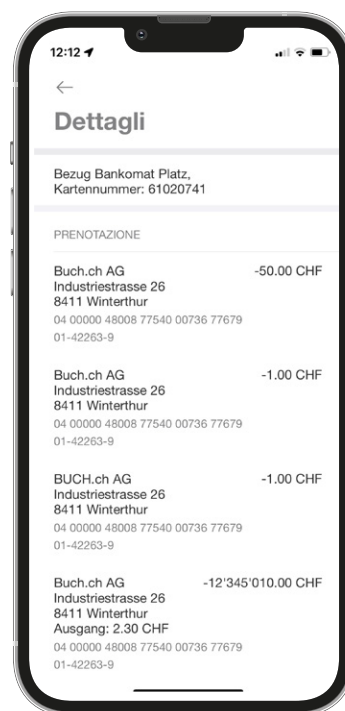 12:12
Dettagli
Bezug Bankomat Platz,
Kartennummer: 61020741
PRENOTAZIONE
Buch.ch AG -50.00 CHF
Industriestrasse 26
8411 Winterthur
04 00000 48008 77540 00736 77679
01-42263-9
Buch.ch AG -1.00 CHF
Industriestrasse 26
8411 Winterthur
04 00000 48008 77540 00736 77679
01-42263-9
BUCH.ch AG -1.00 CHF
Industriestrasse 26
8411 Winterthur
04 00000 48008 77540 00736 77679
01-42263-9
Buch.ch AG -12'345'010.00 CHF
Industriestrasse 26
8411 Winterthur
Ausgang: 2.30 CHF
04 00000 48008 77540 00736 77679
01-42263-9